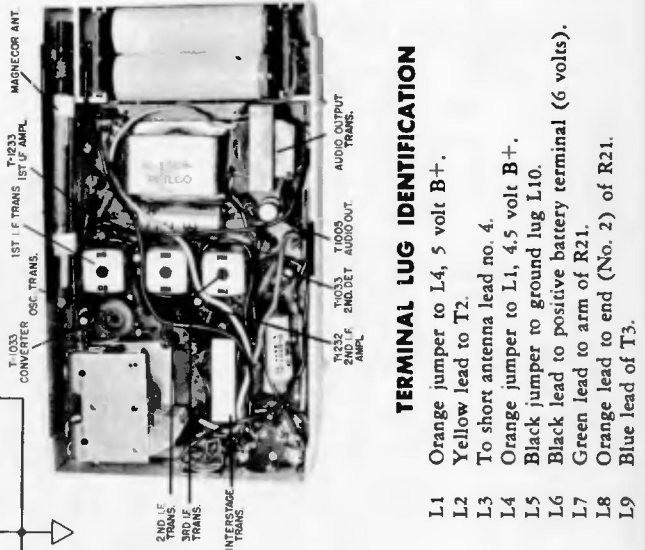 T-1033
CONVERTER
OSC. TRANS.
1ST I.F. TRANS
T-1233
1ST I.F. AMPL.
MAGNECOR ANT.
2ND I.F.
TRANS.
3RD I.F.
TRANS.
INTERSTAGE
TRANS.
T-1232
2ND I.F.
AMPL
T-1033
2ND. DET
T1005
AUDIO OUT.
AUDIO OUTPUT
TRANS.
TERMINAL LUG IDENTIFICATION
L1 Orange jumper to L4, 5 volt B+.
L2 Yellow lead to T2.
L3 To short antenna lead no. 4.
L4 Orange jumper to L1, 4.5 volt B+.
L5 Black jumper to ground lug L10.
L6 Black lead to positive battery terminal (6 volts).
L7 Green lead to arm of R21.
L8 Orange lead to end (No. 2) of R21.
L9 Blue lead of T3.